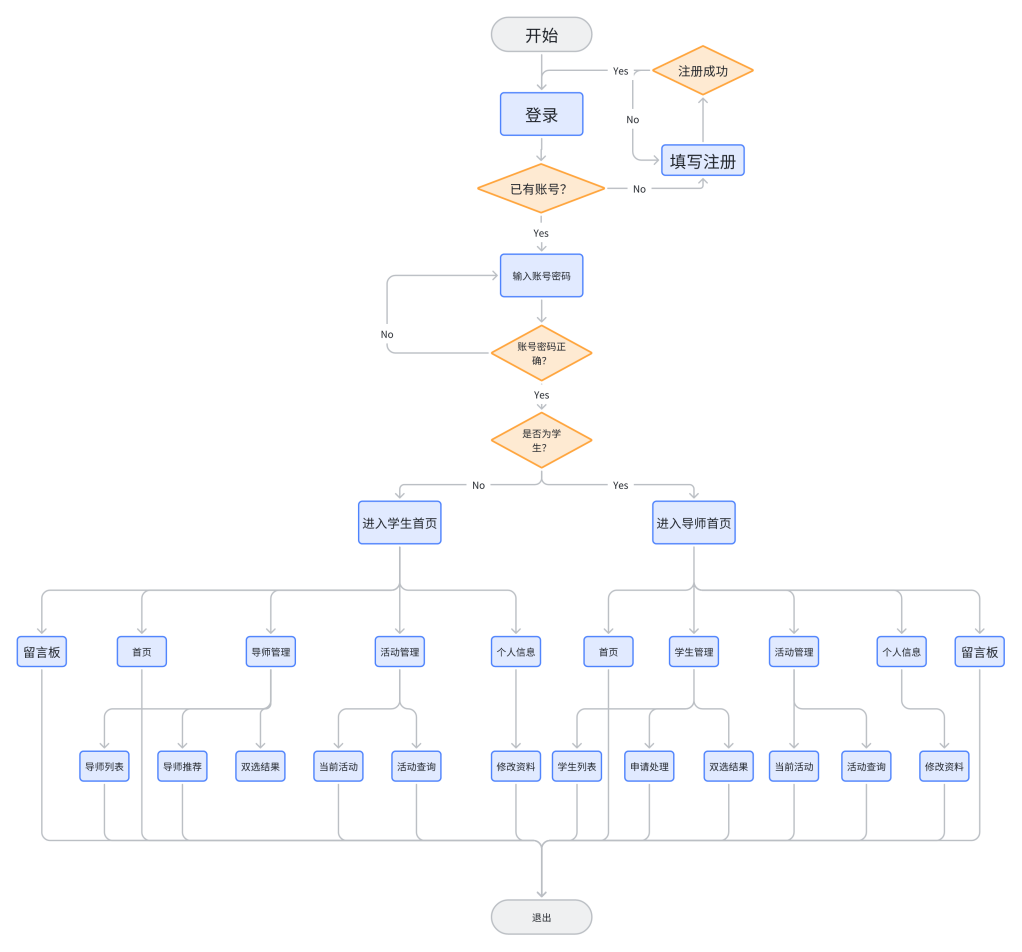 开始
Yes
注册成功
登录
No
填写注册
已有账号？
No
Yes
输入账号密码
No
账号密码正
确？
Yes
是否为学
生？
No
Yes
进入学生首页
进入导师首页
留言板
首页
导师管理
活动管理
个人信息
首页
学生管理
活动管理
个人信息
留言板
导师列表
导师推荐
双选结果
当前活动
活动查询
修改资料
学生列表
申请处理
双选结果
当前活动
活动查询
修改资料
退出